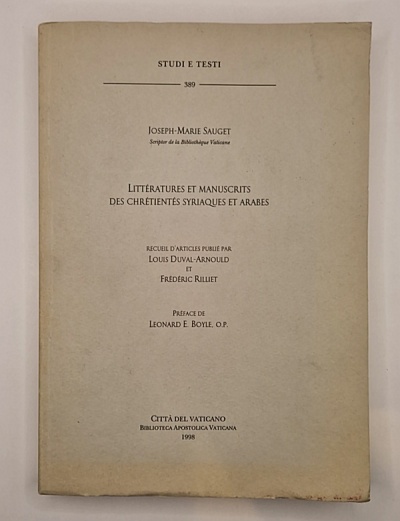 STUDI E TESTI
389
JOSEPH-MARIE SAUGET
Scriptor de la Bibliothèque Vaticane
LITTÉRATURES ET MANUSCRITS
DES CHRÉTIENTÉS SYRIAQUES ET ARABES
RECUEIL D'ARTICLES PUBLIÉ PAR
LOUIS DUVAL-ARNOULD
ET
FRÉDÉRIC RILLIET
PRÉFACE DE
LEONARD E. BOYLE, O.P.
CITTÀ DEL VATICANO
BIBLIOTECA APOSTOLICA VATICANA
1998